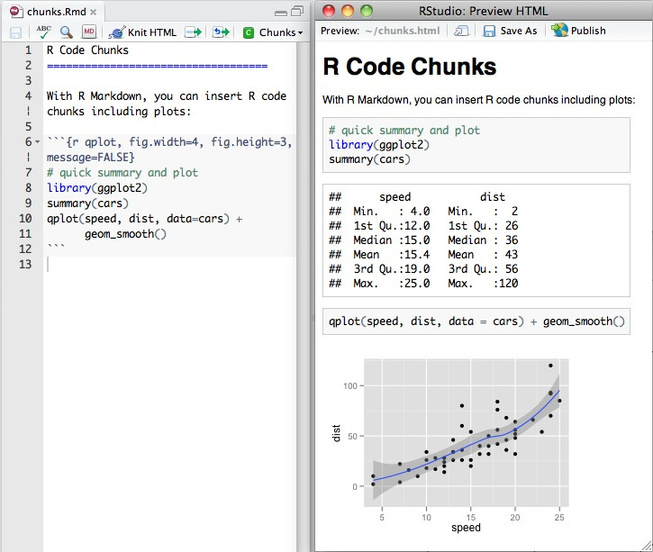 chunks.Rmd
ABC
MD
Knit HTML
Chunks
1 R Code Chunks
2 ===================================
3
4 With R Markdown, you can insert R code
chunks including plots:
5
6 ```{r qplot, fig.width=4, fig.height=3,
message=FALSE}
7 # quick summary and plot
8 library(ggplot2)
9 summary(cars)
10 qplot(speed, dist, data=cars) +
11 geom_smooth()
12 ```
13
RStudio: Preview HTML
Preview: ~/chunks.html
Save As
Publish
R Code Chunks
With R Markdown, you can insert R code chunks including plots:
# quick summary and plot
library(ggplot2)
summary(cars)
## speed dist
## Min. : 4.0 Min. : 2
## 1st Qu.:12.0 1st Qu.: 26
## Median :15.0 Median : 36
## Mean :15.4 Mean : 43
## 3rd Qu.:19.0 3rd Qu.: 56
## Max. :25.0 Max. :120
qplot(speed, dist, data = cars) + geom_smooth()
100
50
0
dist
5 10 15 20 25
speed